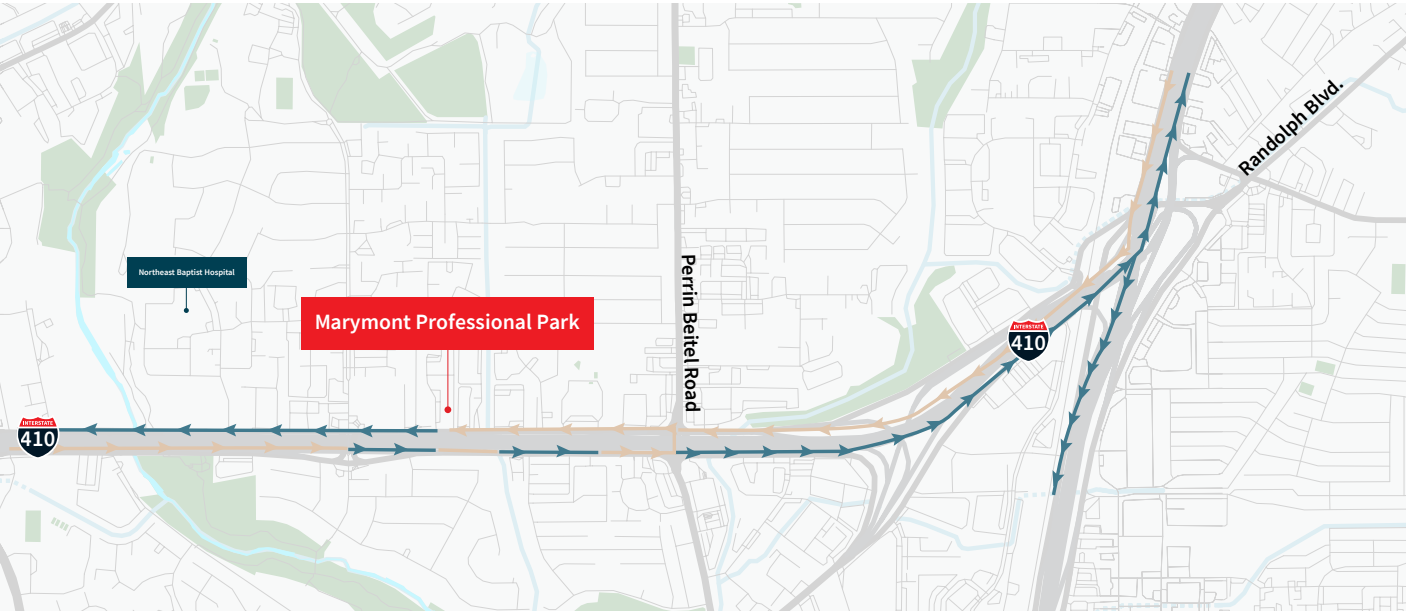 Randolph Blvd.
Northeast Baptist Hospital
Perrin Beitel Road
Marymont Professional Park
INTERSTATE
410
INTERSTATE
410